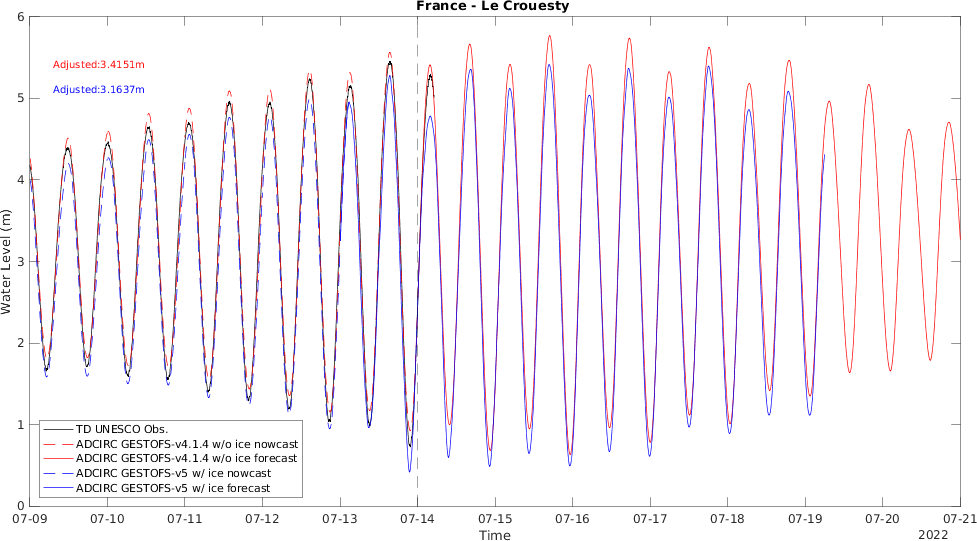 France - Le Crouesty
6
5
4
3
2
1
0
Water Level (m)
Adjusted:3.4151m
Adjusted:3.1637m
TD UNESCO Obs.
ADCIRC GESTOFS-v4.1.4 w/o ice nowcast
ADCIRC GESTOFS-v4.1.4 w/o ice forecast
ADCIRC GESTOFS-v5 w/ ice nowcast
ADCIRC GESTOFS-v5 w/ ice forecast
07-09 07-10 07-11 07-12 07-13 07-14 07-15 07-16 07-17 07-18 07-19 07-20 07-21
Time
2022